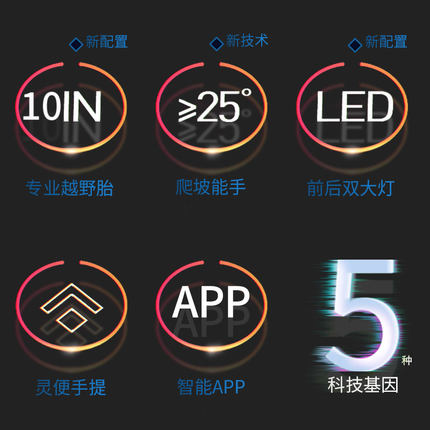 新配置
新技术
新配置
10IN
≥25°
LED
专业越野胎
爬坡能手
前后双大灯
APP
5种
灵便手提
智能APP
科技基因